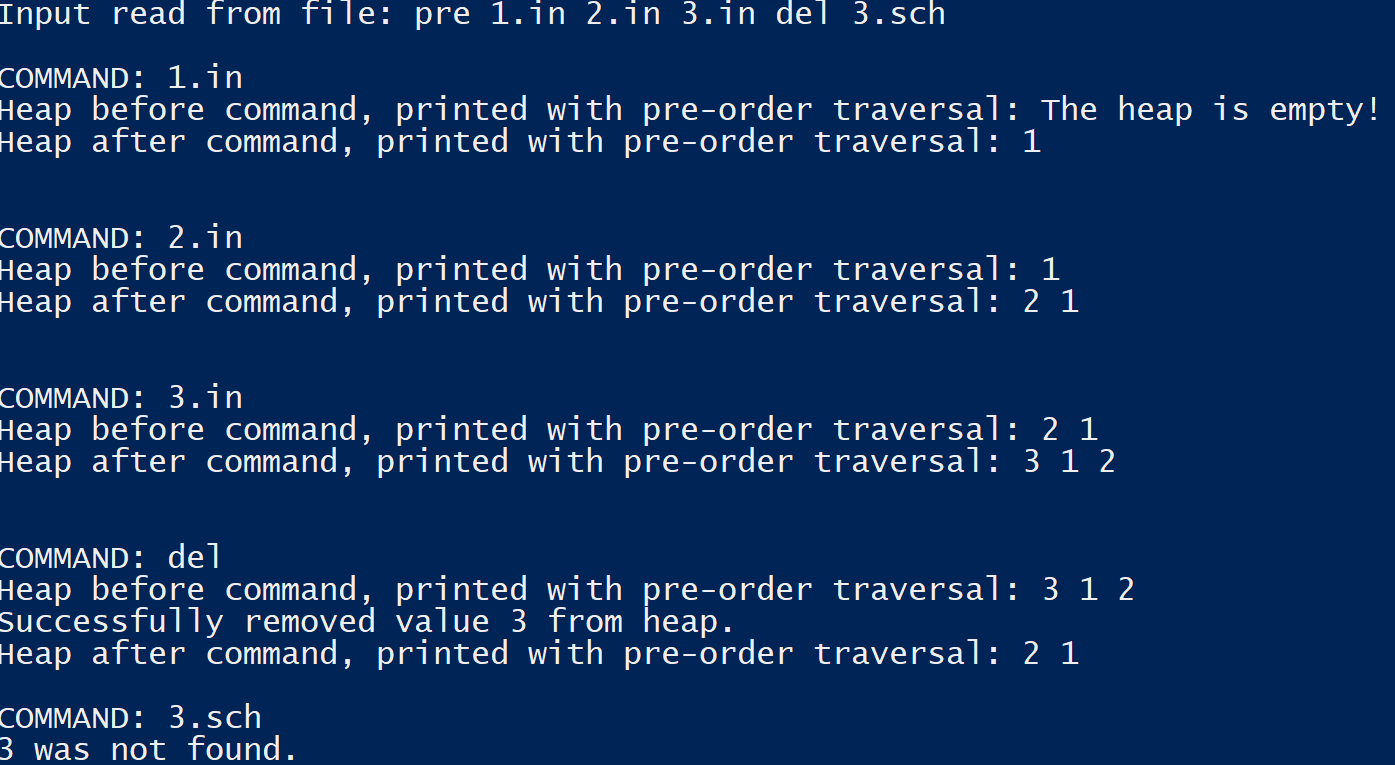 Input read from file: pre 1.in 2.in 3.in del 3.sch
COMMAND: 1.in
Heap before command, printed with pre-order traversal: The heap is empty!
Heap after command, printed with pre-order traversal: 1
COMMAND: 2.in
Heap before command, printed with pre-order traversal: 1
Heap after command, printed with pre-order traversal: 2 1
COMMAND: 3.in
Heap before command, printed with pre-order traversal: 2 1
Heap after command, printed with pre-order traversal: 3 1 2
COMMAND: del
Heap before command, printed with pre-order traversal: 3 1 2
Successfully removed value 3 from heap.
Heap after command, printed with pre-order traversal: 2 1
COMMAND: 3.sch
3 was not found.